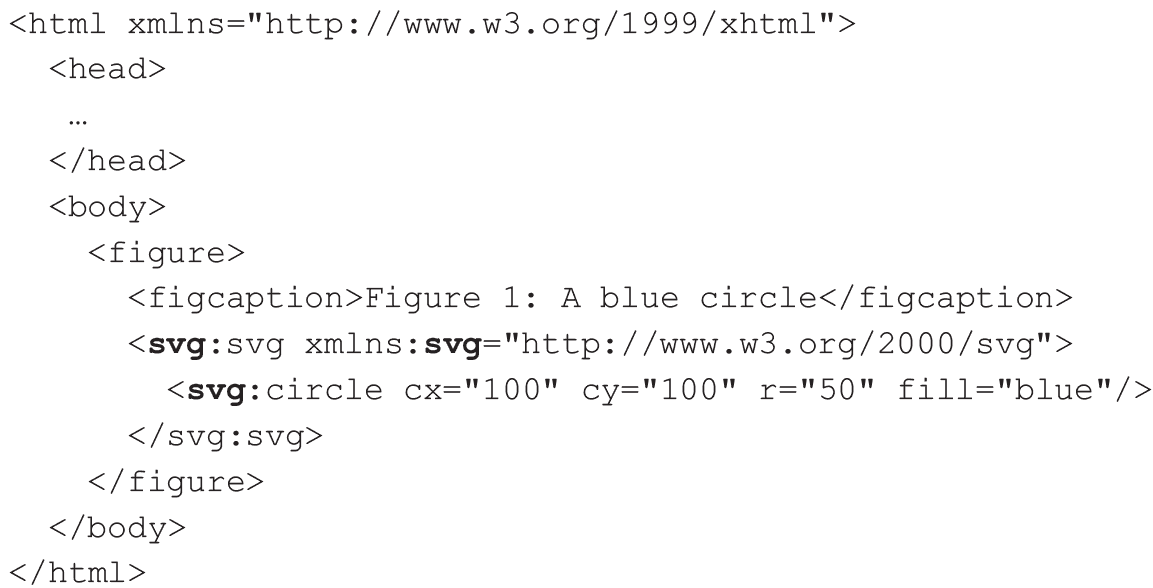 <html xmlns="http://www.w3.org/1999/xhtml">
  <head>
   …
  </head>
  <body>
    <figure>
      <figcaption>Figure 1: A blue circle</figcaption>
      <svg:svg xmlns:svg="http://www.w3.org/2000/svg">
        <svg:circle cx="100" cy="100" r="50" fill="blue"/>
      </svg:svg>
    </figure>
  </body>
</html>